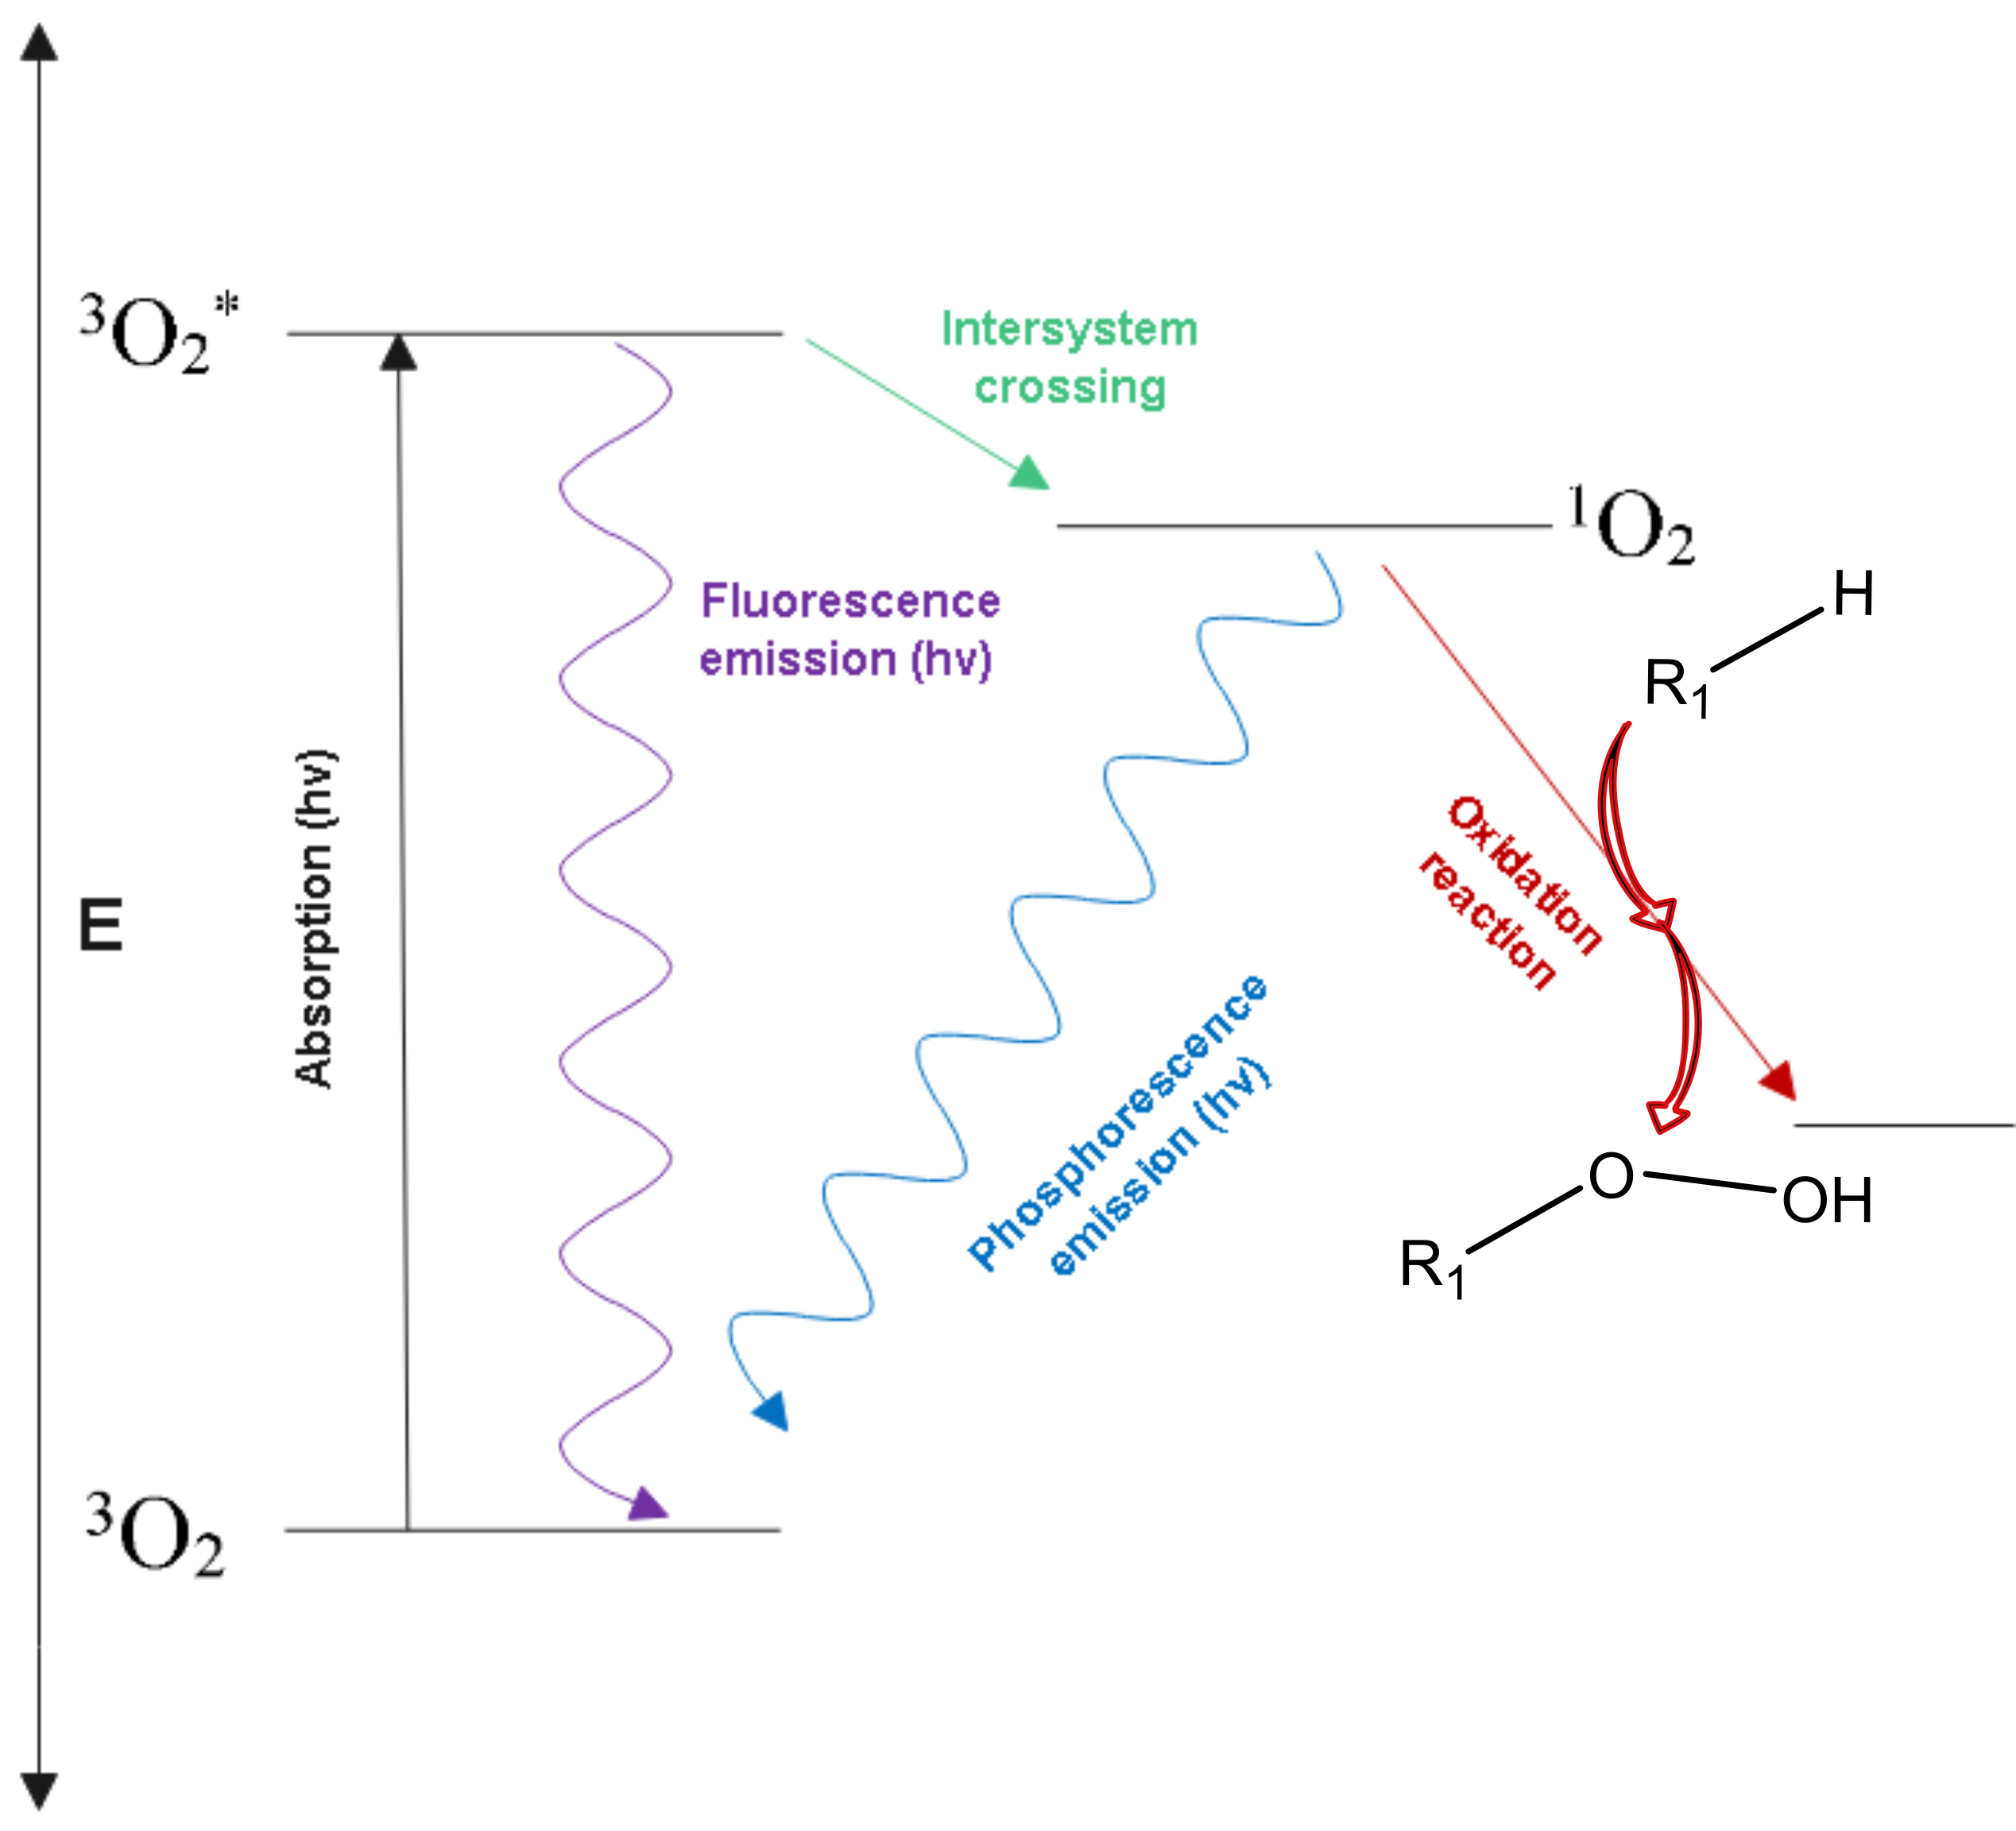 ³O₂*
Intersystem
crossing
¹O₂
H
R₁
Fluorescence
emission (hv)
Absorption (hv)
E
Oxidation
reaction
Phosphorescence
emission (hv)
O
OH
R₁
³O₂